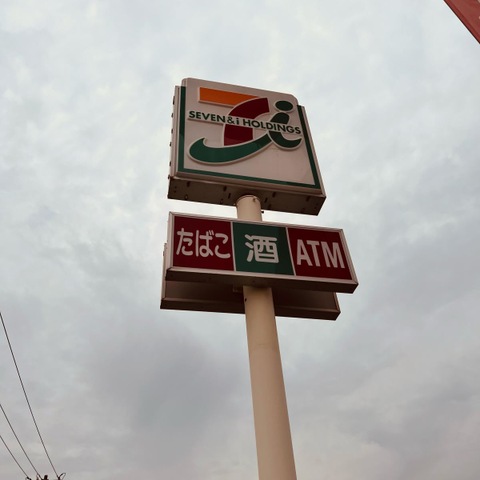 SEVEN & i HOLDINGS
たばこ 酒 ATM